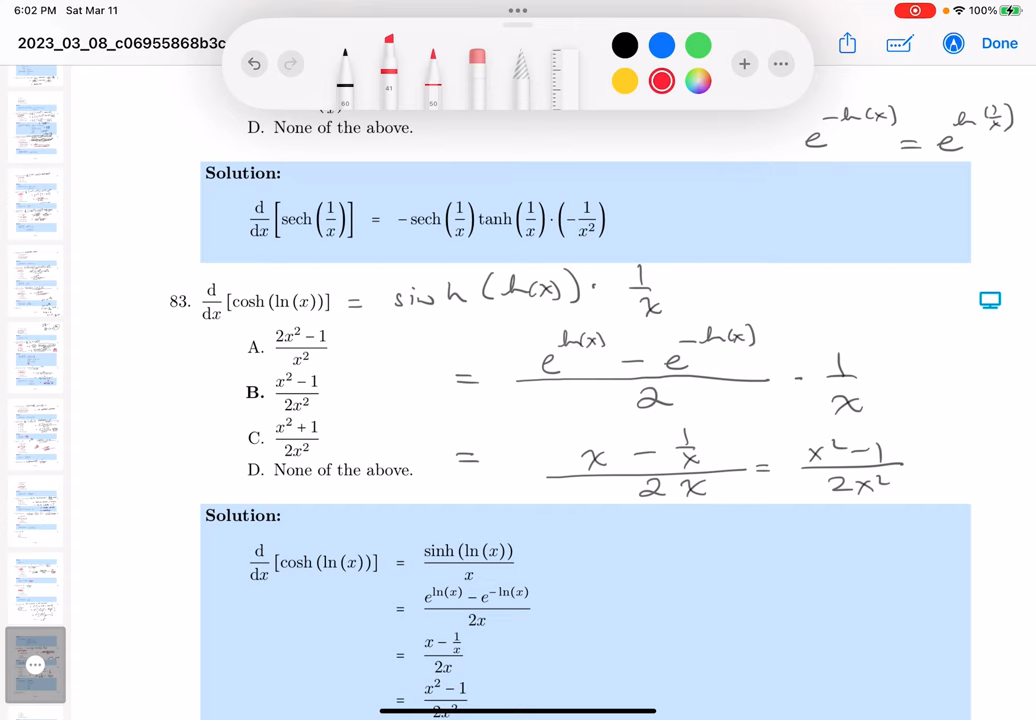 6:02 PM Sat Mar 11 100%
2023_03_08_c06955868b3c
Done
60 41 50
D. None of the above.
e^{-ln(x)} = e^{ln(1/x)}
Solution:
d/dx [sech(1/x)] = − sech(1/x) tanh(1/x) · (−1/x²)
83. d/dx [cosh (ln (x))] = sinh (ln(x)) · 1/x
A. (2x² − 1)/x²
= (e^{ln(x)} − e^{-ln(x)})/2 · 1/x
B. (x² − 1)/(2x²)
C. (x² + 1)/(2x²)
= (x − 1/x)/(2x) = (x² − 1)/(2x²)
D. None of the above.
Solution:
d/dx [cosh (ln (x))] = sinh (ln (x))/x
= (e^{ln(x)} − e^{−ln(x)})/(2x)
= (x − 1/x)/(2x)
= (x² − 1)/(2x²)